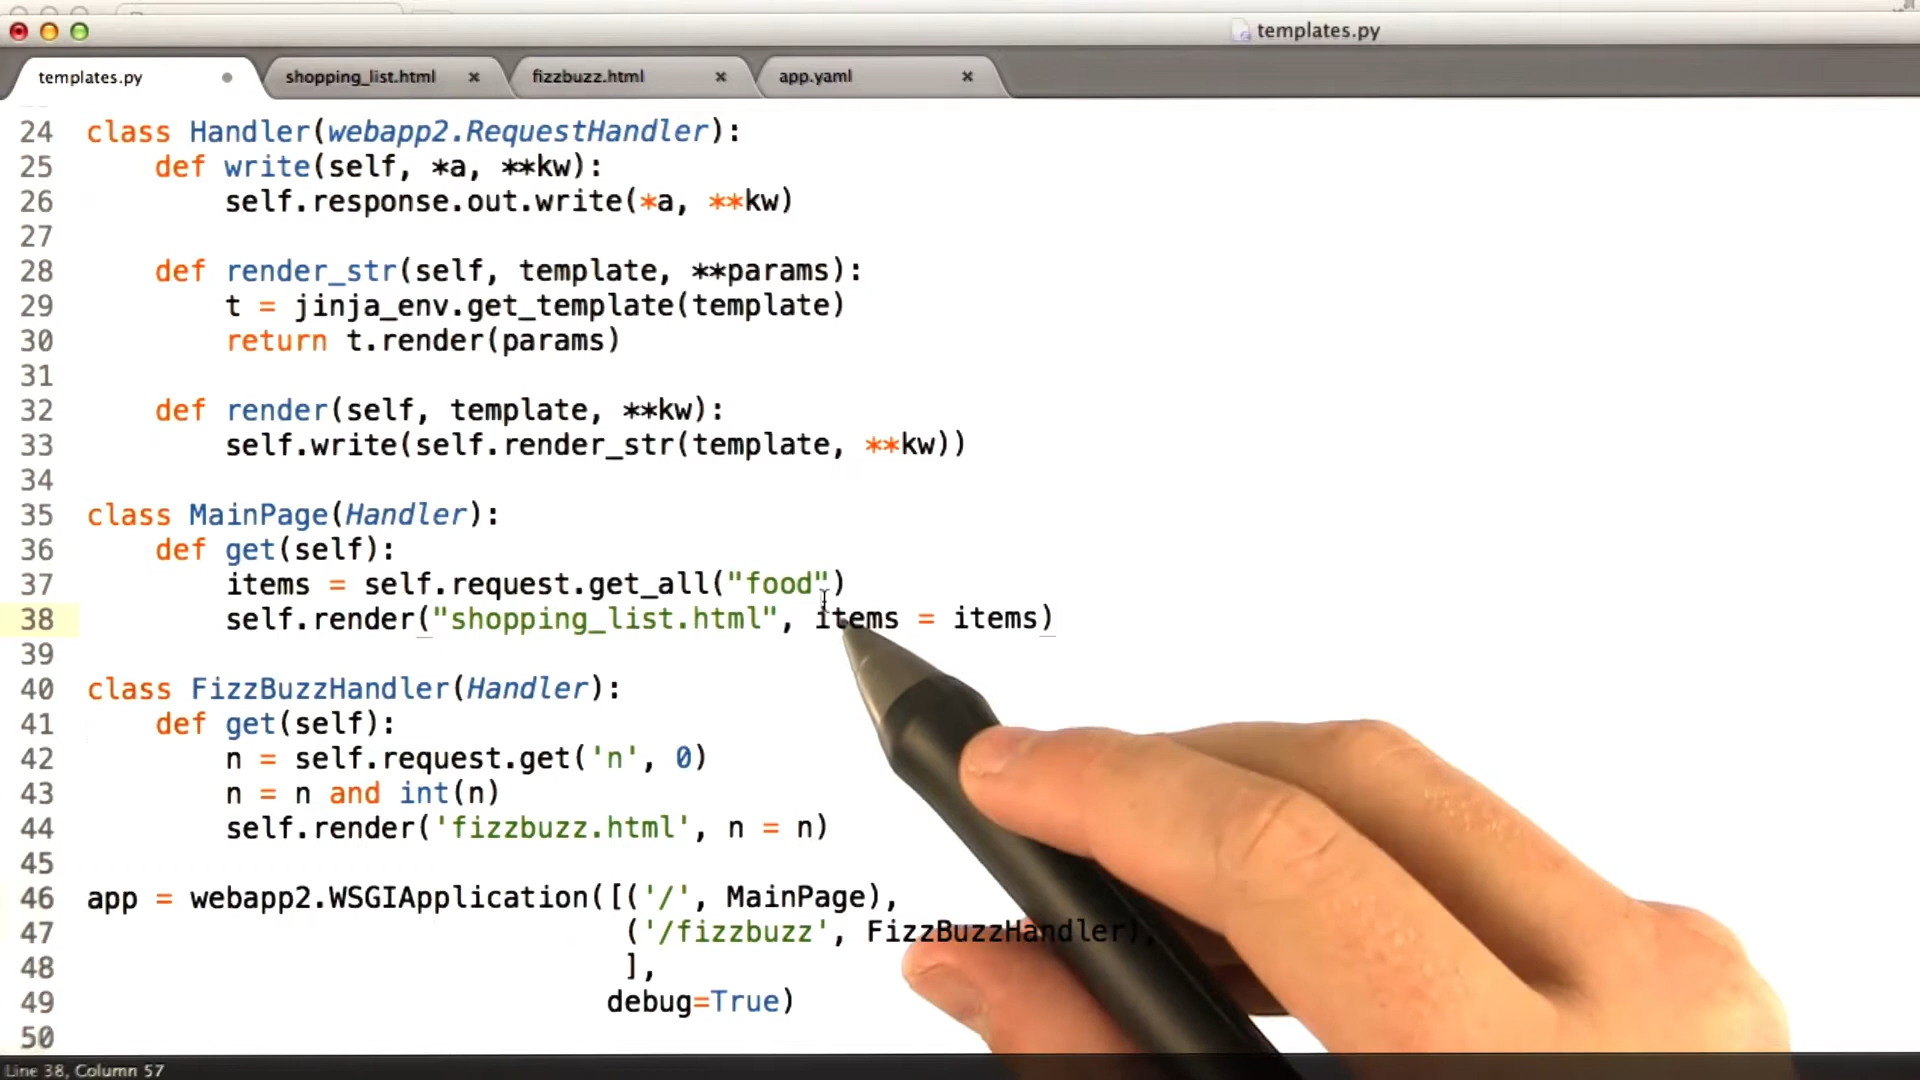 templates.py
templates.py
shopping_list.html
fizzbuzz.html
app.yaml
24 class Handler(webapp2.RequestHandler):
25 def write(self, *a, **kw):
26 self.response.out.write(*a, **kw)
27
28 def render_str(self, template, **params):
29 t = jinja_env.get_template(template)
30 return t.render(params)
31
32 def render(self, template, **kw):
33 self.write(self.render_str(template, **kw))
34
35 class MainPage(Handler):
36 def get(self):
37 items = self.request.get_all("food")
38 self.render("shopping_list.html", items = items)
39
40 class FizzBuzzHandler(Handler):
41 def get(self):
42 n = self.request.get('n', 0)
43 n = n and int(n)
44 self.render('fizzbuzz.html', n = n)
45
46 app = webapp2.WSGIApplication([('/', MainPage),
47 ('/fizzbuzz', FizzBuzzHandler),
48 ],
49 debug=True)
50
Line 38, Column 57